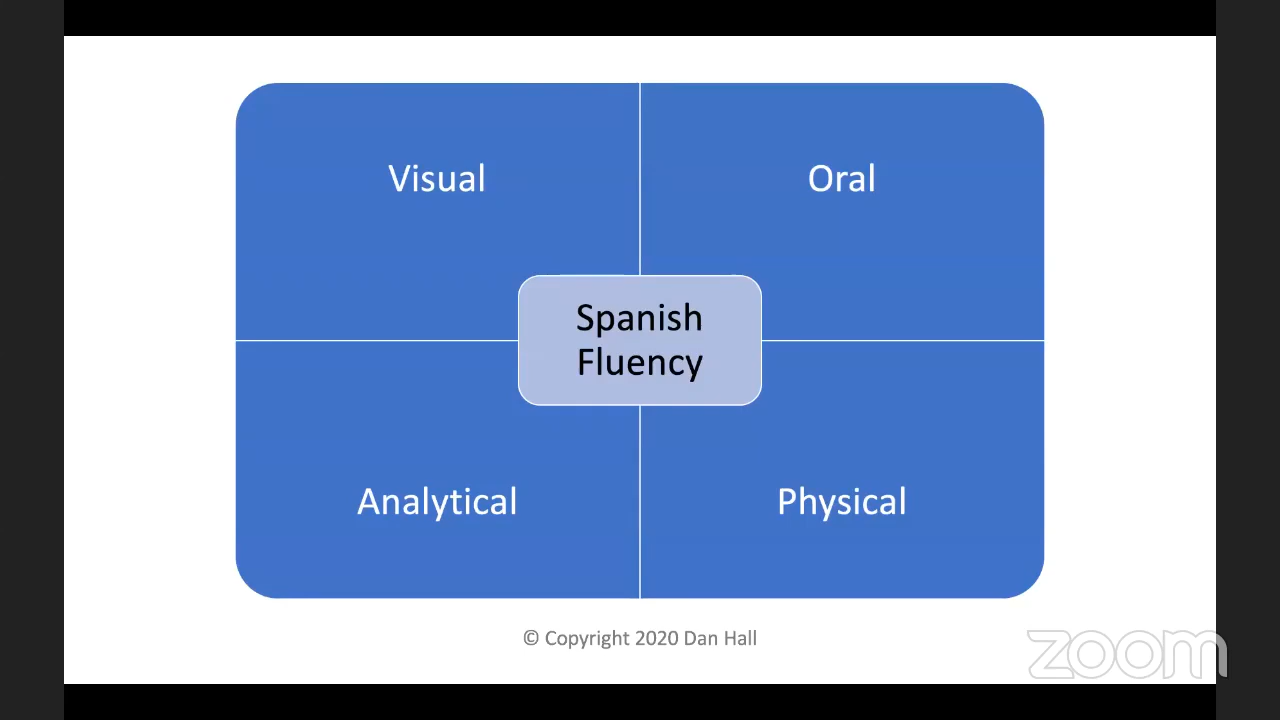 Visual
Oral
Spanish
Fluency
Analytical
Physical
© Copyright 2020 Dan Hall
zoom